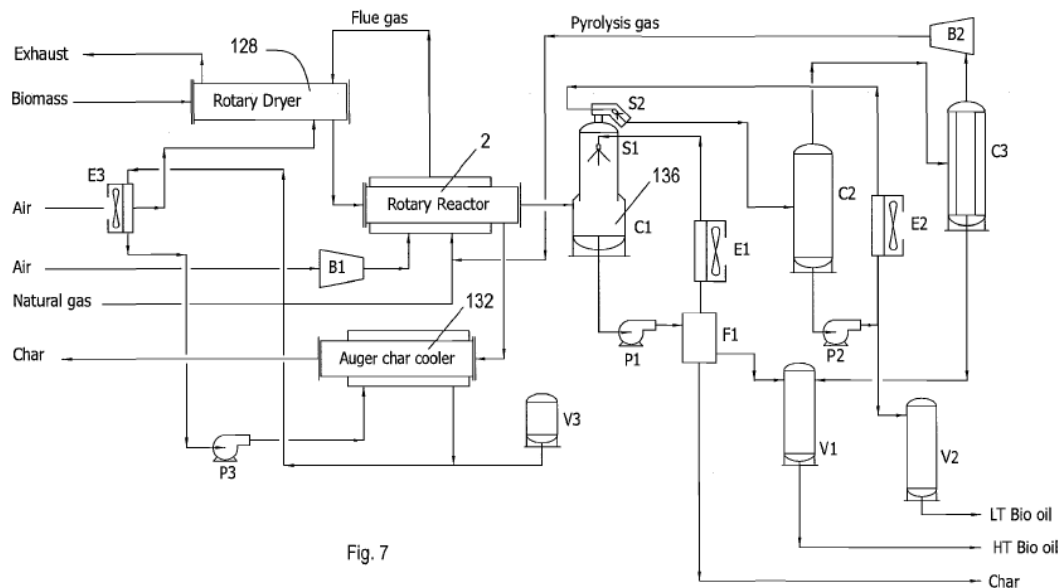 Flue gas
Pyrolysis gas
B2
Exhaust
128
Biomass
Rotary Dryer
S2
S1
C3
2
E3
136
Rotary Reactor
C2
Air
C1
E1
E2
Air
B1
Natural gas
132
F1
Char
Auger char cooler
P1
P2
V3
V1
V2
P3
LT Bio oil
Fig. 7
HT Bio oil
Char